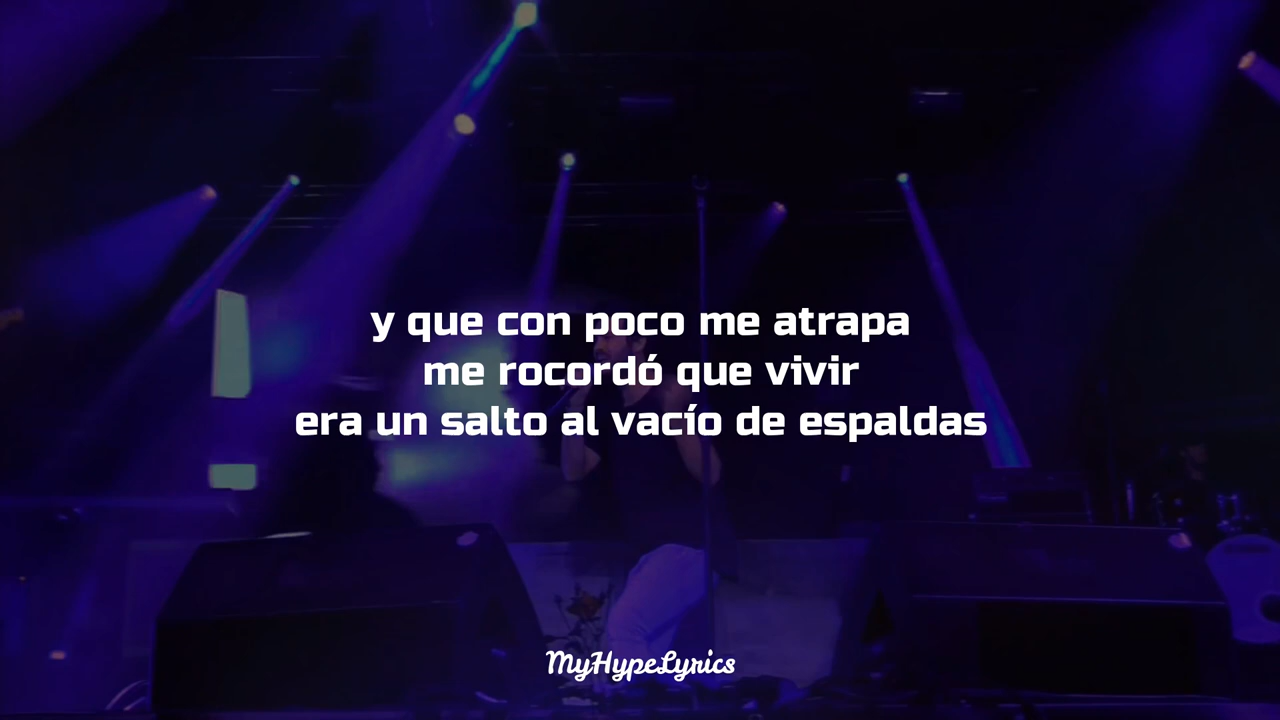 y que con poco me atrapa
me rocordó que vivir
era un salto al vacío de espaldas
MyHypeLyrics